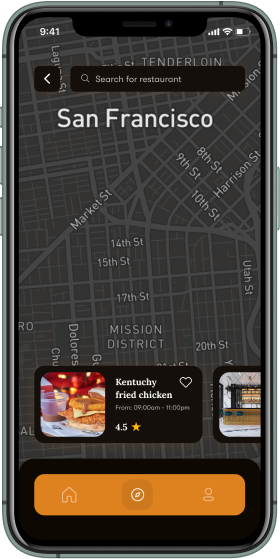 9:41
TENDERLOIN
Search for restaurant
San Francisco
8th St
9th St
Harrison St
10th St
Market St
14th St
15th St
Utah St
17th St
MISSION
DISTRICT
20th St
Dolores
Kentucky
fried chicken
From: 09:00am - 11:00pm
4.5